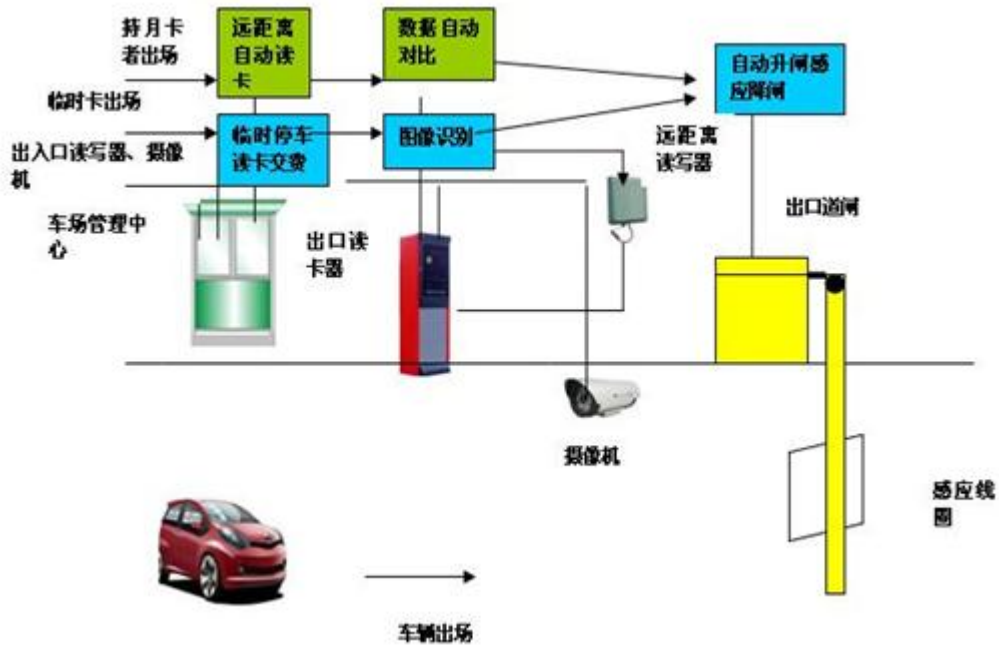 持月卡
者出场
远距离
自动读
卡
数据自动
对比
自动升闸感
应降闸
临时卡出场
临时停车
读卡交费
图像识别
远距离
读写器
出入口读写器、摄像
机
车场管理中
心
出口读
卡器
出口道闸
摄像机
感应线
圈
车辆出场